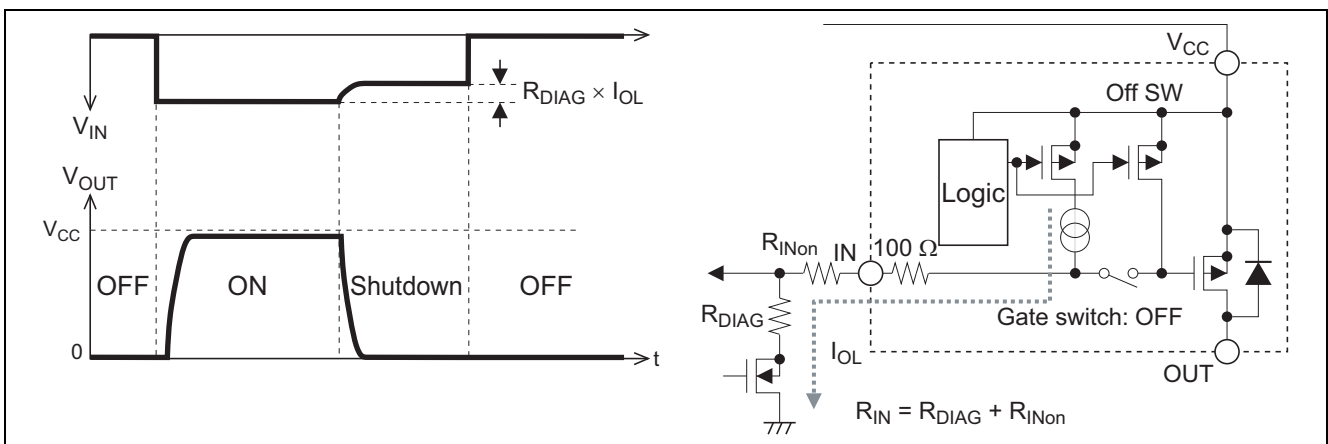 V_IN
R_DIAG × I_OL
V_OUT
V_CC
OFF
ON
Shutdown
OFF
0
t
V_CC
Off SW
Logic
R_INon
IN
100 Ω
R_DIAG
Gate switch: OFF
I_OL
OUT
R_IN = R_DIAG + R_INon